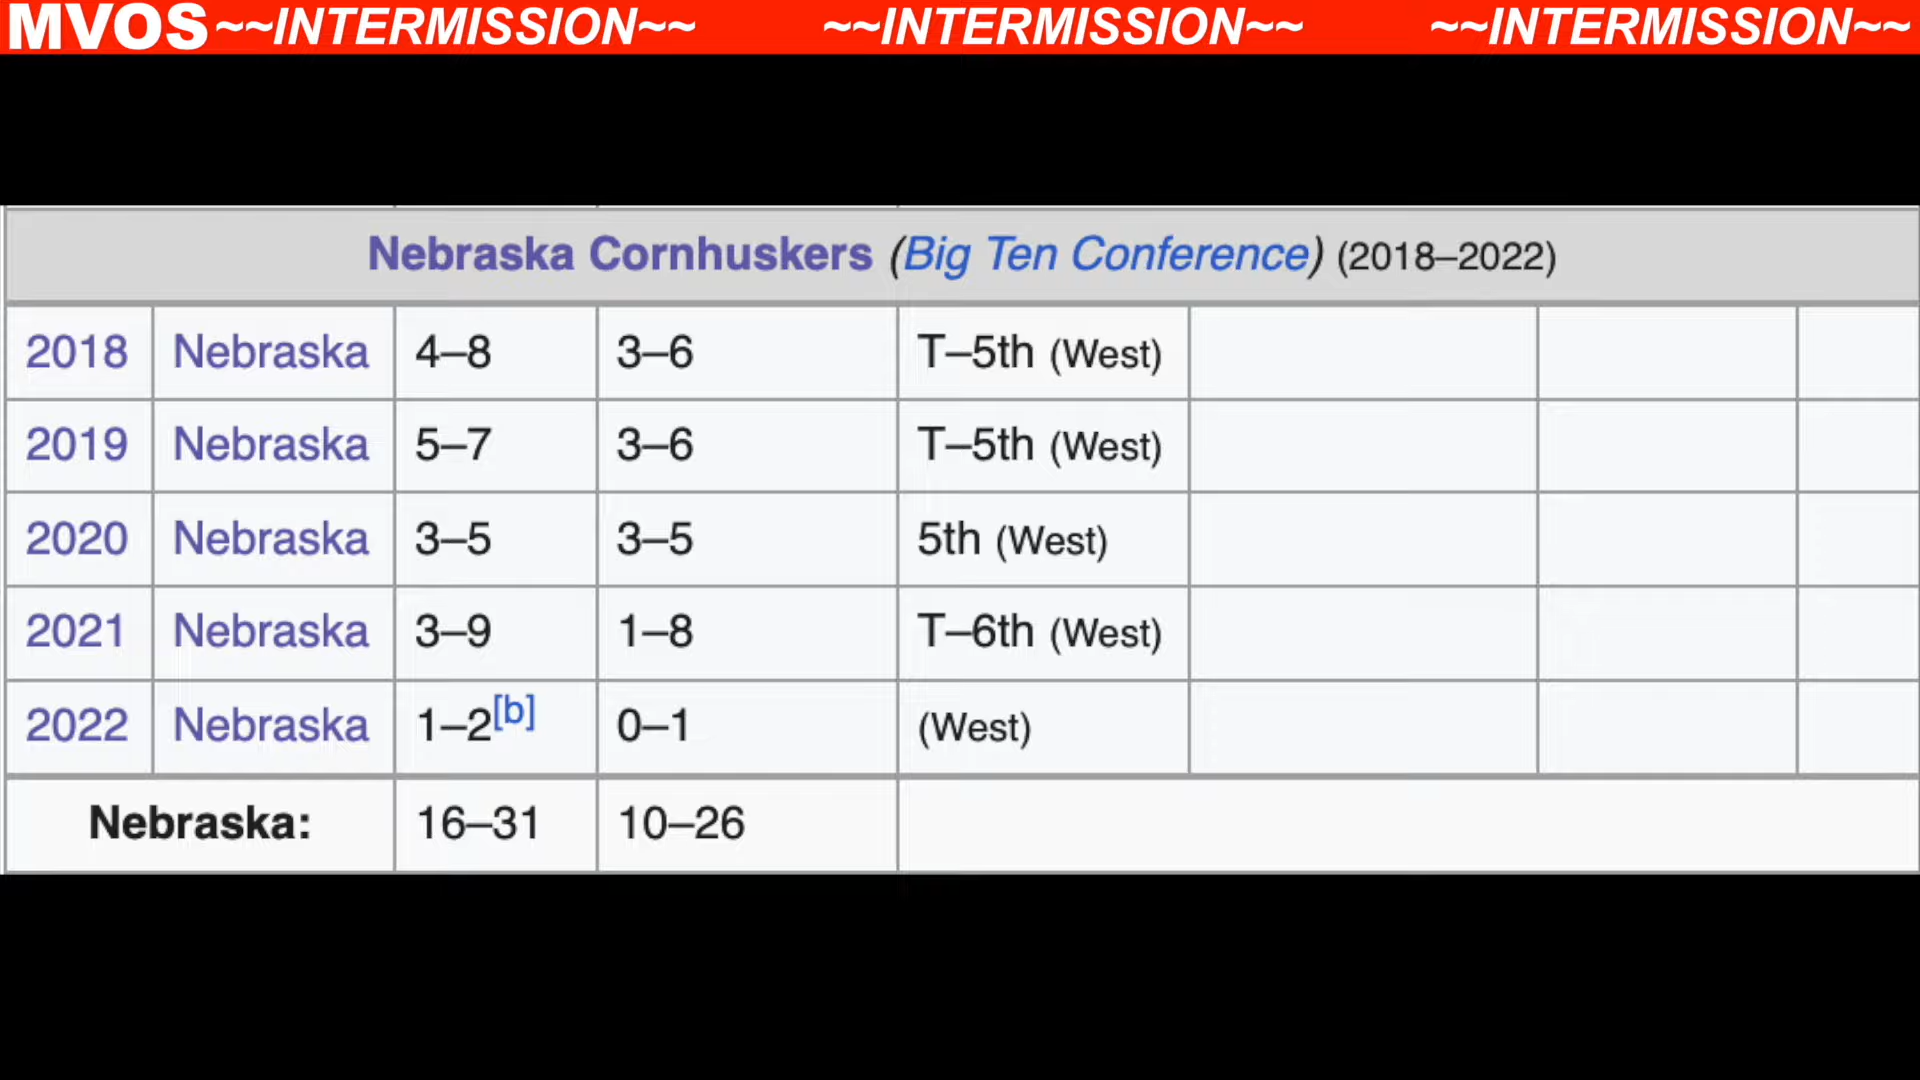 MVOS ~~INTERMISSION~~ ~~INTERMISSION~~ ~~INTERMISSION~~
Nebraska Cornhuskers (Big Ten Conference) (2018–2022)
2018 Nebraska 4–8 3–6 T–5th (West)
2019 Nebraska 5–7 3–6 T–5th (West)
2020 Nebraska 3–5 3–5 5th (West)
2021 Nebraska 3–9 1–8 T–6th (West)
2022 Nebraska 1–2[b] 0–1 (West)
Nebraska: 16–31 10–26